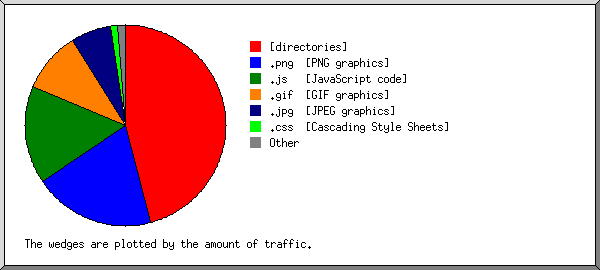 [directories]
.png [PNG graphics]
.js [JavaScript code]
.gif [GIF graphics]
.jpg [JPEG graphics]
.css [Cascading Style Sheets]
Other
The wedges are plotted by the amount of traffic.